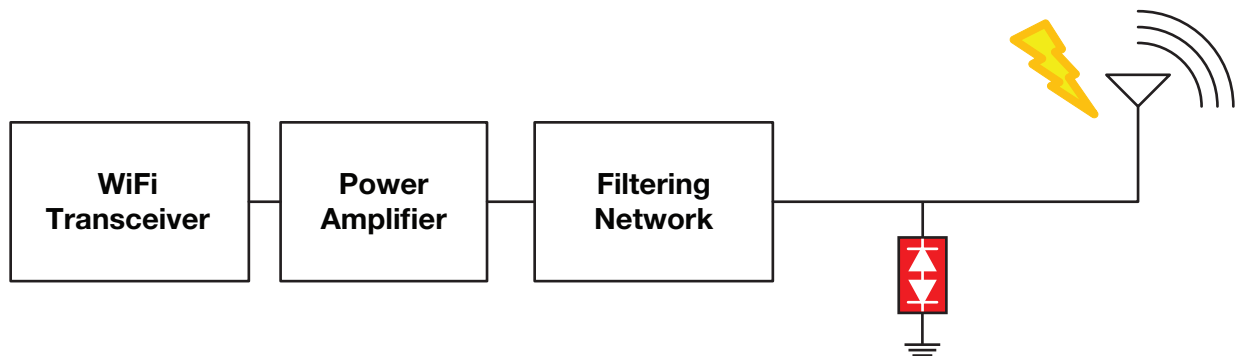 WiFi
Transceiver
Power
Amplifier
Filtering
Network